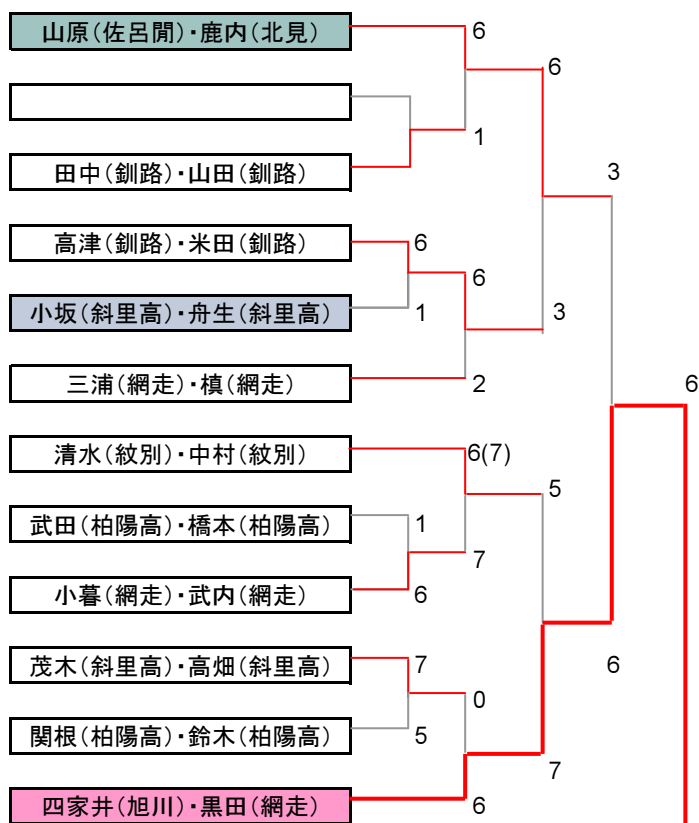 山原(佐呂間)・鹿内(北見)
田中(釧路)・山田(釧路)
高津(釧路)・米田(釧路)
小坂(斜里高)・舟生(斜里高)
三浦(網走)・槙(網走)
清水(紋別)・中村(紋別)
武田(柏陽高)・橋本(柏陽高)
小暮(網走)・武内(網走)
茂木(斜里高)・高畑(斜里高)
関根(柏陽高)・鈴木(柏陽高)
四家井(旭川)・黒田(網走)
6
1
6
1
6
2
6(7)
1
7
6
7
0
5
6
6
3
5
7
3
6
6